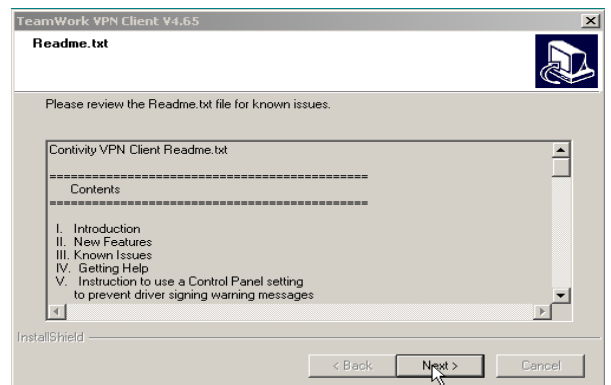 TeamWork VPN Client V4.65
Readme.txt
Please review the Readme.txt file for known issues.
Contivity VPN Client Readme.txt
=============================================
Contents
=============================================
I. Introduction
II. New Features
III. Known Issues
IV. Getting Help
V. Instruction to use a Control Panel setting
to prevent driver signing warning messages
InstallShield
< Back
Next >
Cancel